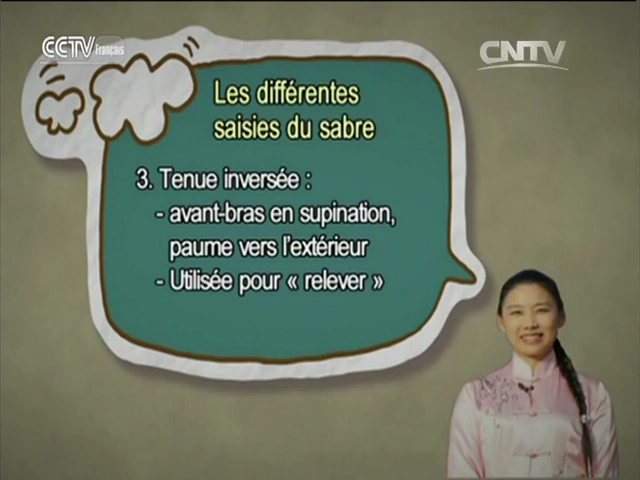 CCTV Français
CNTV
Les différentes
saisies du sabre
3. Tenue inversée :
- avant-bras en supination,
paume vers l'extérieur
- Utilisée pour « relever »